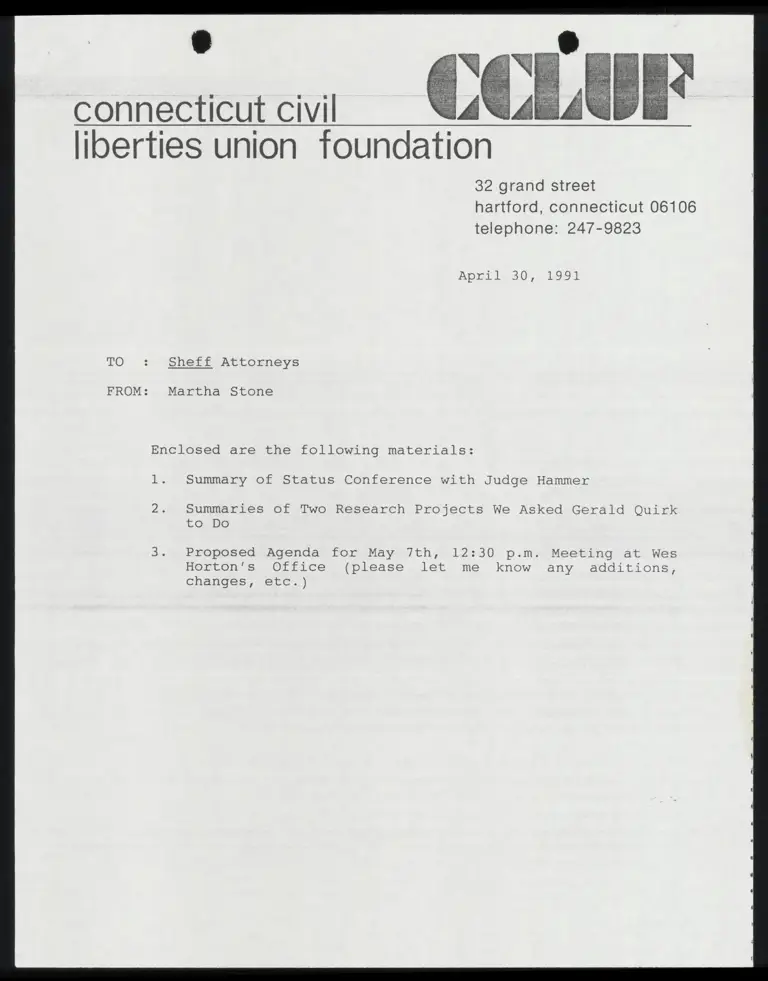 CCLUF
connecticut civil
liberties union foundation
32 grand street
hartford, connecticut 06106
telephone: 247-9823
April 30, 1991
TO : Sheff Attorneys
FROM: Martha Stone
Enclosed are the following materials:
1. Summary of Status Conference with Judge Hammer
2. Summaries of Two Research Projects We Asked Gerald Quirk
to Do
3. Proposed Agenda for May 7th, 12:30 p.m. Meeting at Wes
Horton's Office (please let me know any additions,
changes, etc.)